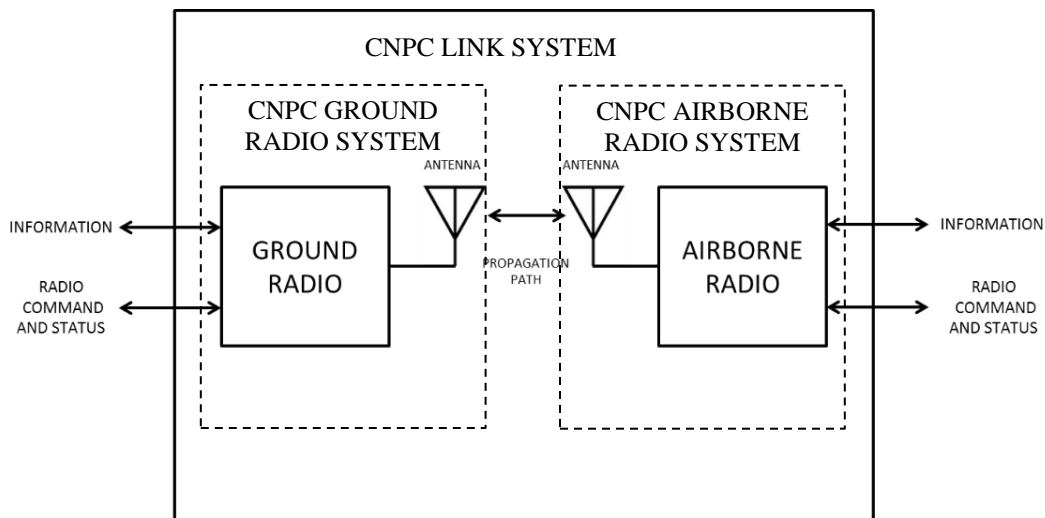 CNPC LINK SYSTEM
CNPC GROUND
RADIO SYSTEM
CNPC AIRBORNE
RADIO SYSTEM
ANTENNA
ANTENNA
INFORMATION
RADIO
COMMAND
AND STATUS
GROUND
RADIO
PROPAGATION
PATH
AIRBORNE
RADIO
INFORMATION
RADIO
COMMAND
AND STATUS